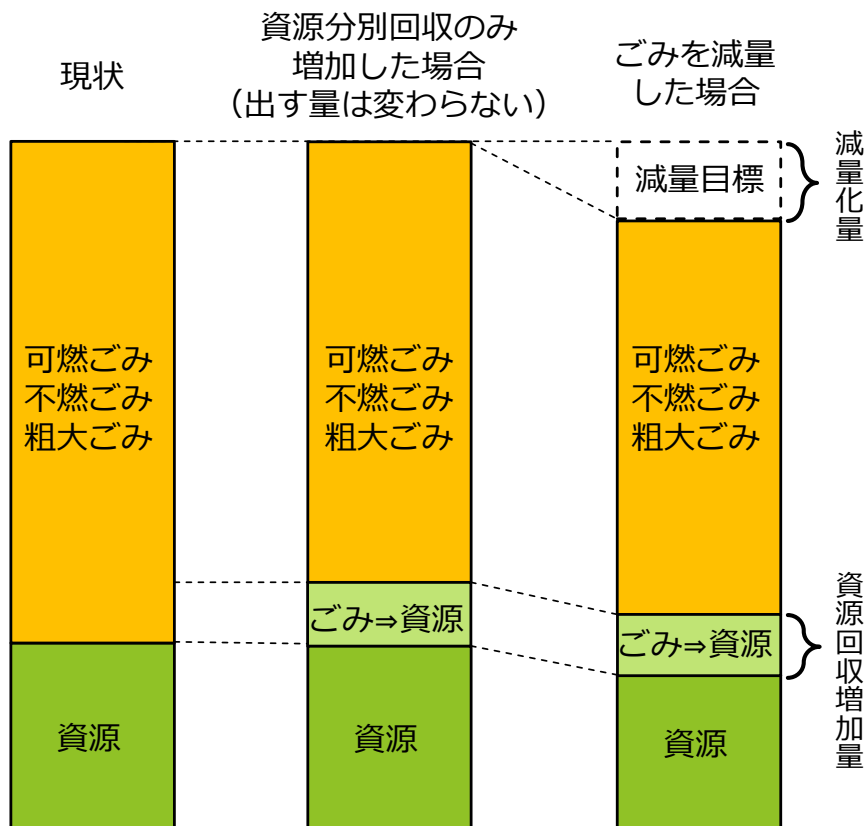 現状
資源分別回収のみ
増加した場合
（出す量は変わらない）
ごみを減量
した場合
減量目標
減量化量
可燃ごみ
不燃ごみ
粗大ごみ
可燃ごみ
不燃ごみ
粗大ごみ
可燃ごみ
不燃ごみ
粗大ごみ
ごみ⇒資源
ごみ⇒資源
資源回収増加量
資源
資源
資源